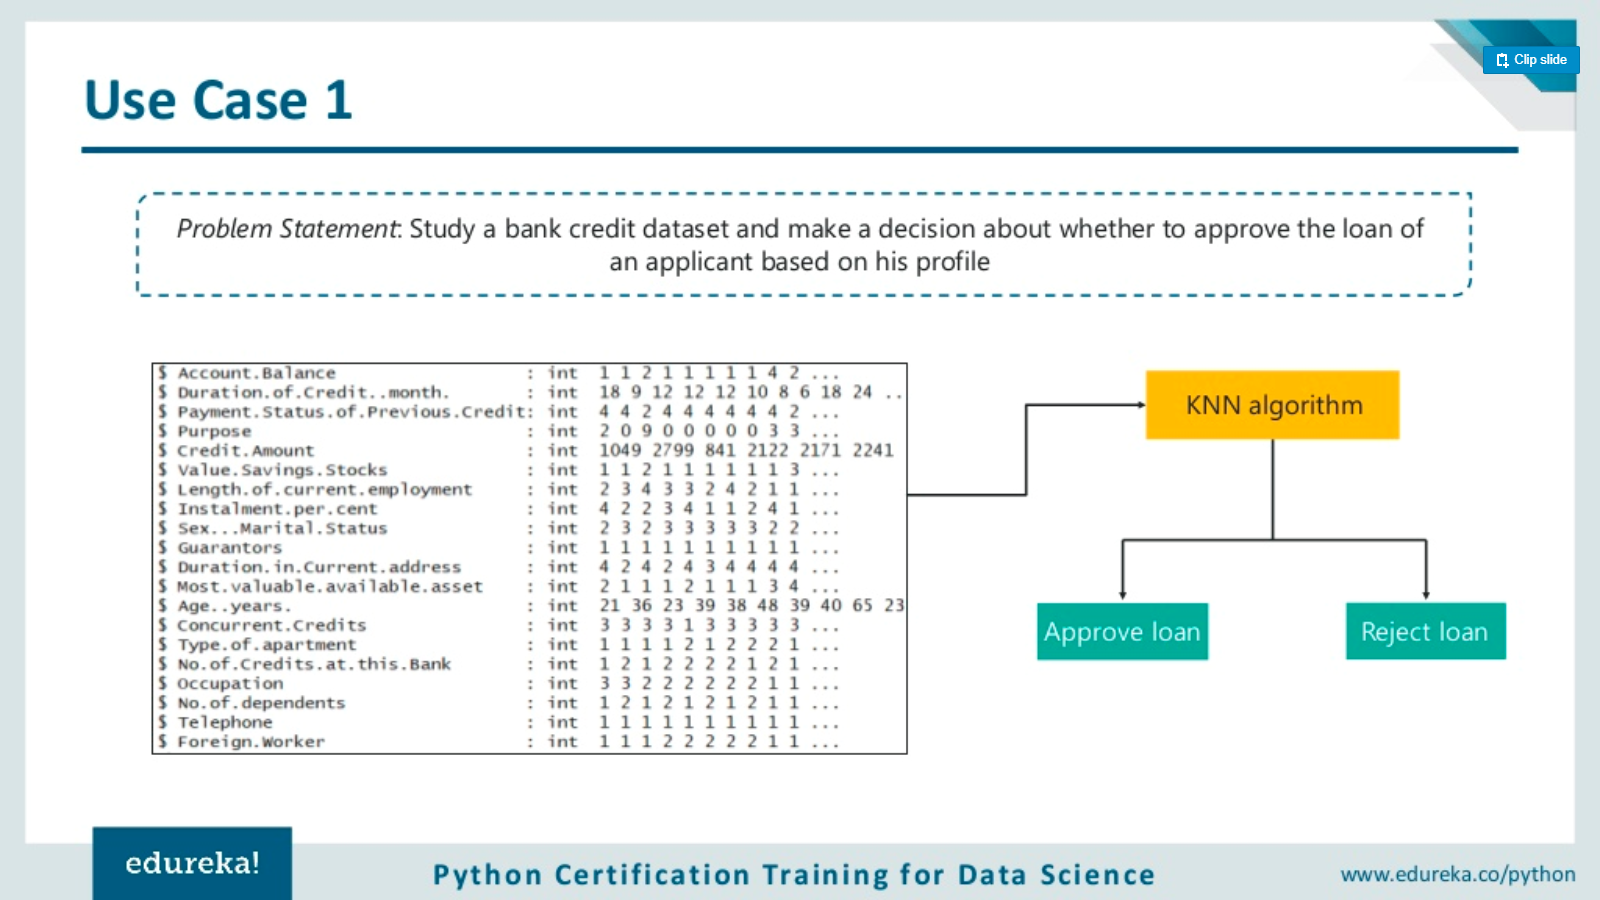 Clip slide
Use Case 1
Problem Statement: Study a bank credit dataset and make a decision about whether to approve the loan of
an applicant based on his profile
$ Account.Balance : int 1 1 2 1 1 1 1 1 4 2 ...
$ Duration.of.Credit..month. : int 18 9 12 12 12 10 8 6 18 24 ..
$ Payment.Status.of.Previous.Credit: int 4 4 2 4 4 4 4 4 4 2 ...
$ Purpose : int 2 0 9 0 0 0 0 0 3 3 ...
$ Credit.Amount : int 1049 2799 841 2122 2171 2241
$ Value.Savings.Stocks : int 1 1 2 1 1 1 1 1 1 3 ...
$ Length.of.current.employment : int 2 3 4 3 3 2 4 2 1 1 ...
$ Instalment.per.cent : int 4 2 2 3 4 1 1 2 4 1 ...
$ Sex...Marital.Status : int 2 3 2 3 3 3 3 3 2 2 ...
$ Guarantors : int 1 1 1 1 1 1 1 1 1 1 ...
$ Duration.in.Current.address : int 4 2 4 2 4 3 4 4 4 4 ...
$ Most.valuable.available.asset : int 2 1 1 1 2 1 1 1 3 4 ...
$ Age..years. : int 21 36 23 39 38 48 39 40 65 23
$ Concurrent.Credits : int 3 3 3 3 1 3 3 3 3 3 ...
$ Type.of.apartment : int 1 1 1 1 2 1 2 2 2 1 ...
$ No.of.Credits.at.this.Bank : int 1 2 1 2 2 2 2 1 2 1 ...
$ Occupation : int 3 3 2 2 2 2 2 2 1 1 ...
$ No.of.dependents : int 1 2 1 2 1 2 1 2 1 1 ...
$ Telephone : int 1 1 1 1 1 1 1 1 1 1 ...
$ Foreign.Worker : int 1 1 1 2 2 2 2 2 1 1 ...
KNN algorithm
Approve loan
Reject loan
edureka!
Python Certification Training for Data Science
www.edureka.co/python